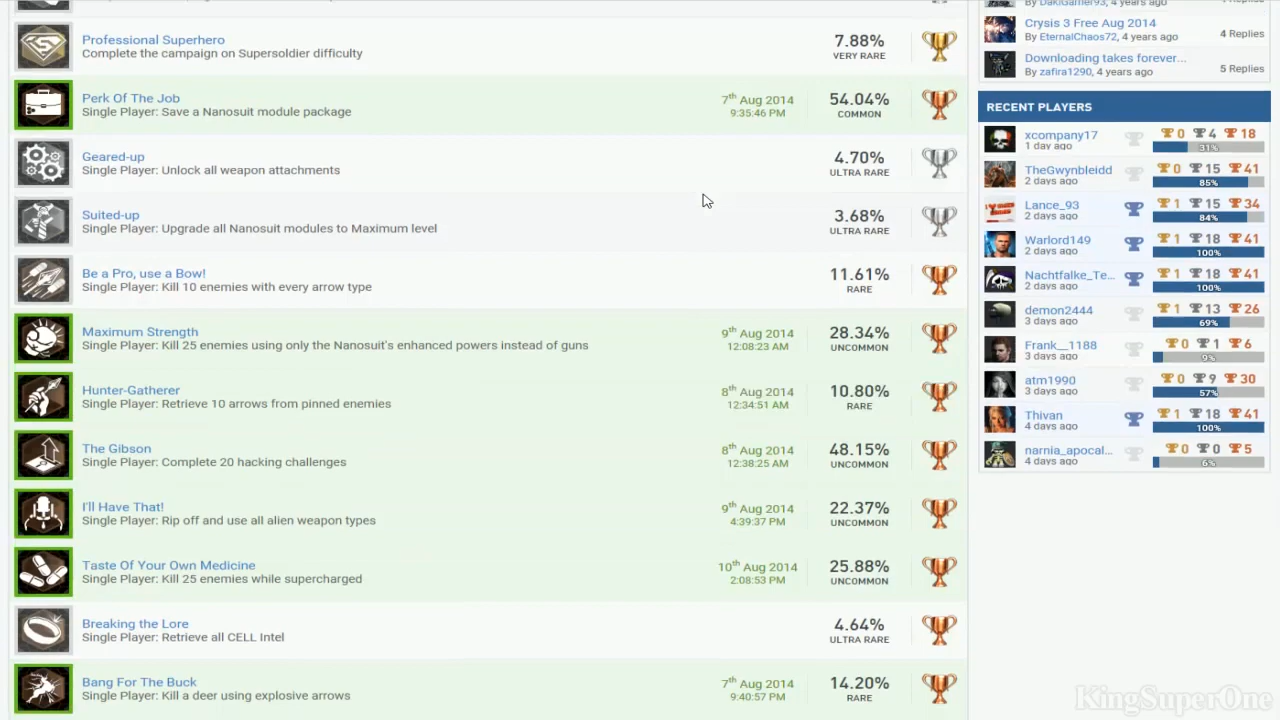 By DakiGamer93, 4 years ago
Professional Superhero
Complete the campaign on Supersoldier difficulty
7.88%
VERY RARE
Perk Of The Job
Single Player: Save a Nanosuit module package
7th Aug 2014
9:35:46 PM
54.04%
COMMON
Geared-up
Single Player: Unlock all weapon attachments
4.70%
ULTRA RARE
Suited-up
Single Player: Upgrade all Nanosuit modules to Maximum level
3.68%
ULTRA RARE
Be a Pro, use a Bow!
Single Player: Kill 10 enemies with every arrow type
11.61%
RARE
Maximum Strength
Single Player: Kill 25 enemies using only the Nanosuit's enhanced powers instead of guns
9th Aug 2014
12:08:23 AM
28.34%
UNCOMMON
Hunter-Gatherer
Single Player: Retrieve 10 arrows from pinned enemies
8th Aug 2014
12:34:51 AM
10.80%
RARE
The Gibson
Single Player: Complete 20 hacking challenges
8th Aug 2014
12:38:25 AM
48.15%
UNCOMMON
I'll Have That!
Single Player: Rip off and use all alien weapon types
9th Aug 2014
4:39:37 PM
22.37%
UNCOMMON
Taste Of Your Own Medicine
Single Player: Kill 25 enemies while supercharged
10th Aug 2014
2:08:53 PM
25.88%
UNCOMMON
Breaking the Lore
Single Player: Retrieve all CELL Intel
4.64%
ULTRA RARE
Bang For The Buck
Single Player: Kill a deer using explosive arrows
7th Aug 2014
9:40:57 PM
14.20%
RARE
Crysis 3 Free Aug 2014
By EternalChaos72, 4 years ago
4 Replies
Downloading takes forever...
By zafira1290, 4 years ago
5 Replies
RECENT PLAYERS
xcompany17
1 day ago
0 4 18
31%
TheGwynbleidd
2 days ago
0 15 41
85%
Lance_93
2 days ago
1 15 34
84%
Warlord149
2 days ago
1 18 41
100%
Nachtfalke_Te...
2 days ago
1 18 41
100%
demon2444
3 days ago
1 13 26
69%
Frank__1188
3 days ago
0 1 6
9%
atm1990
3 days ago
0 9 30
57%
Thivan
4 days ago
1 18 41
100%
narnia_apocal...
4 days ago
0 0 5
6%
KingSuperOne